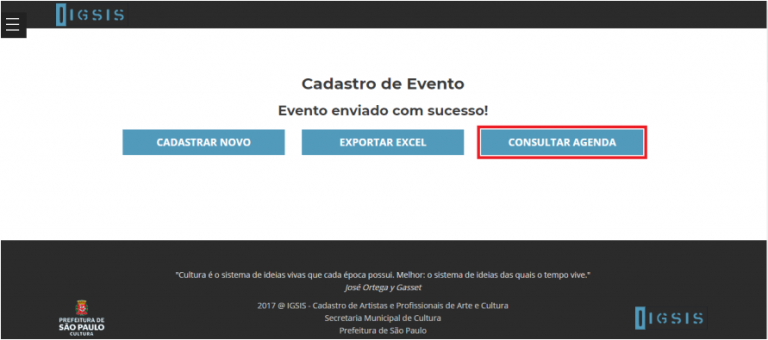 IGSIS
Cadastro de Evento
Evento enviado com sucesso!
CADASTRAR NOVO
EXPORTAR EXCEL
CONSULTAR AGENDA
"Cultura é o sistema de ideias vivas que cada época possui. Melhor: o sistema de ideias das quais o tempo vive."
José Ortega y Gasset
2017 @ IGSIS - Cadastro de Artistas e Profissionais de Arte e Cultura
Secretaria Municipal de Cultura
Prefeitura de São Paulo
PREFEITURA DE
SÃO PAULO
CULTURA
IGSIS